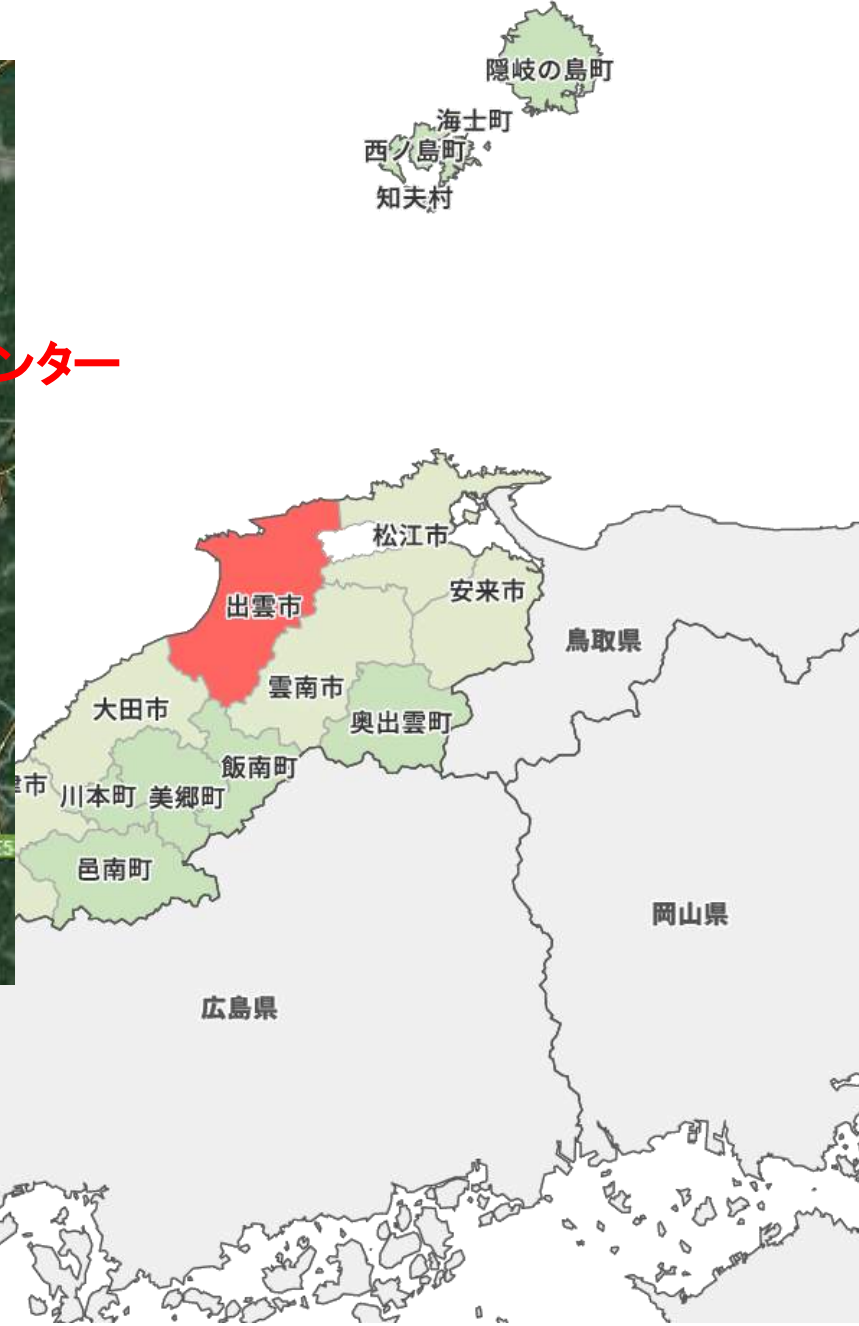 隠岐の島町
海士町
西ノ島町
知夫村
ンター
松江市
安来市
出雲市
鳥取県
雲南市
大田市
奥出雲町
飯南町
津市
川本町
美郷町
邑南町
岡山県
広島県